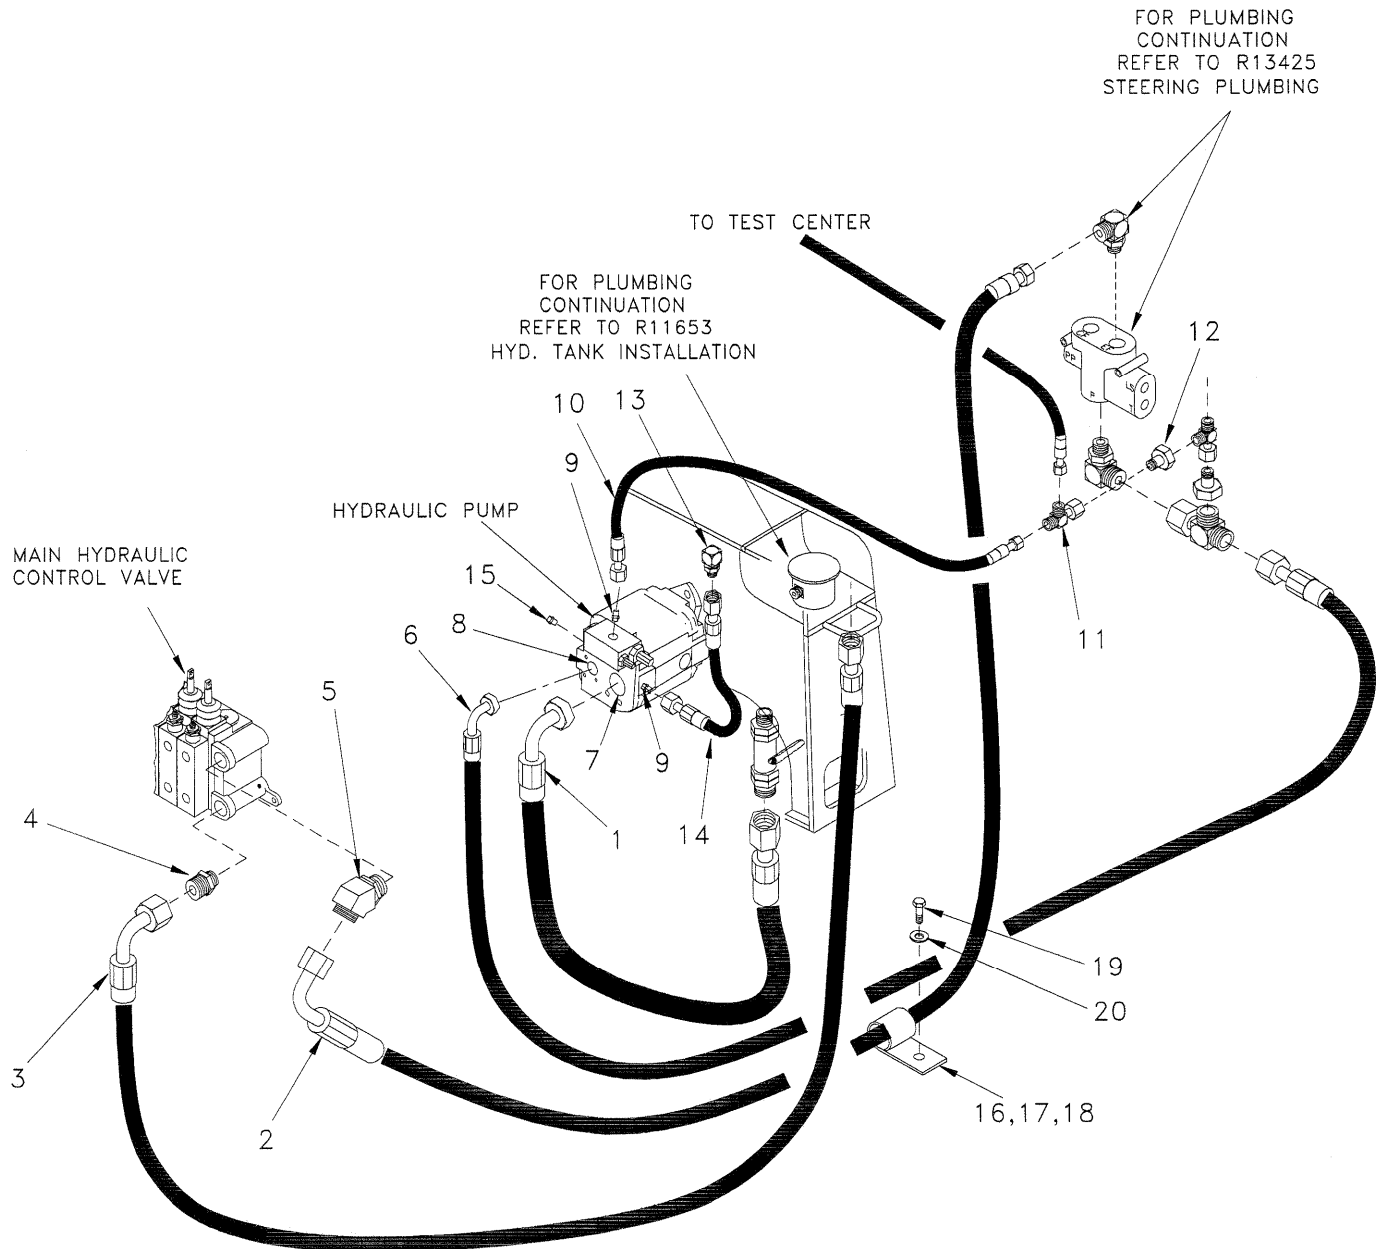 FOR PLUMBING
CONTINUATION
REFER TO R13425
STEERING PLUMBING
TO TEST CENTER
FOR PLUMBING
CONTINUATION
REFER TO R11653
HYD. TANK INSTALLATION
12
10
13
9
HYDRAULIC PUMP
MAIN HYDRAULIC
CONTROL VALVE
15
6
8
5
11
7
9
14
1
4
19
20
3
2
16,17,18
PP
P
LS
T